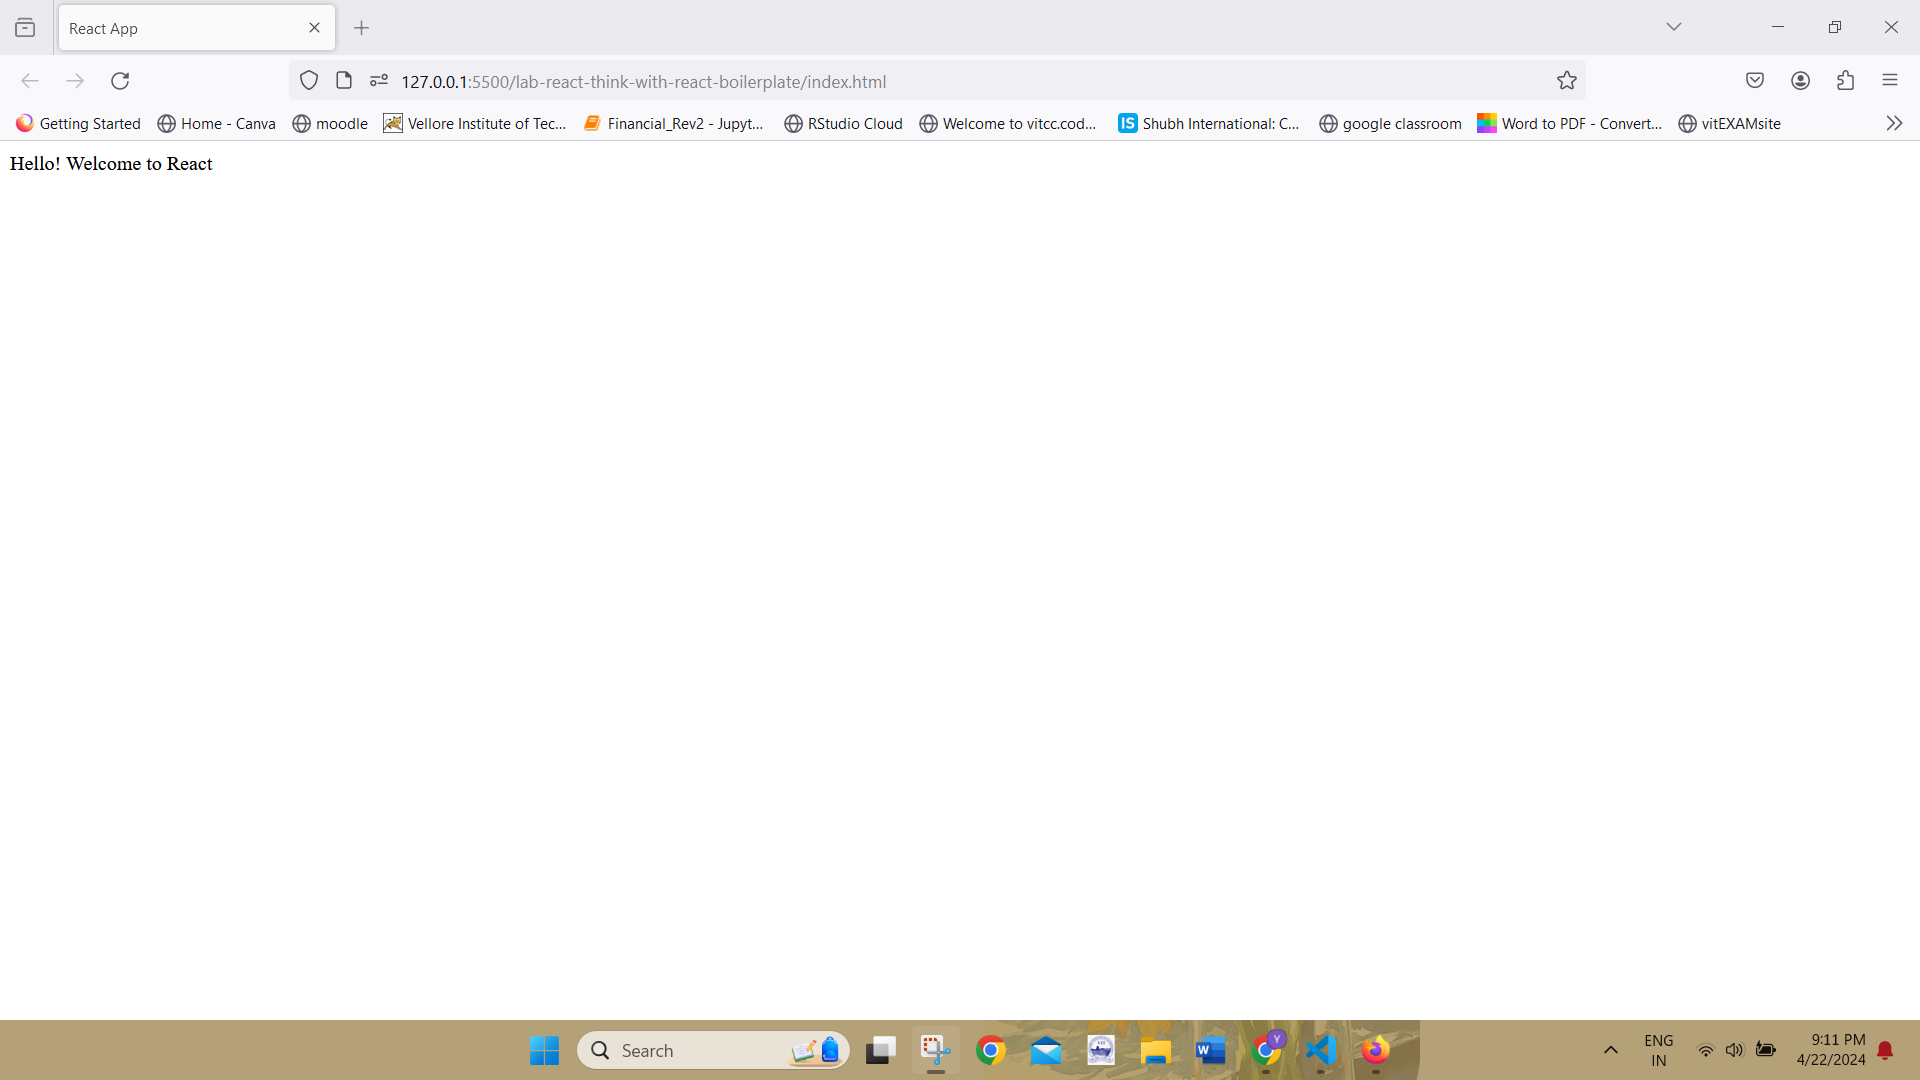 React App
127.0.0.1:5500/lab-react-think-with-react-boilerplate/index.html
Getting Started Home - Canva moodle Vellore Institute of Tec... Financial_Rev2 - Jupyt... RStudio Cloud Welcome to vitcc.cod... IS Shubh International: C... google classroom Word to PDF - Convert... vitEXAMsite
Hello! Welcome to React
Search
W
Y
ENG
IN
9:11 PM
4/22/2024